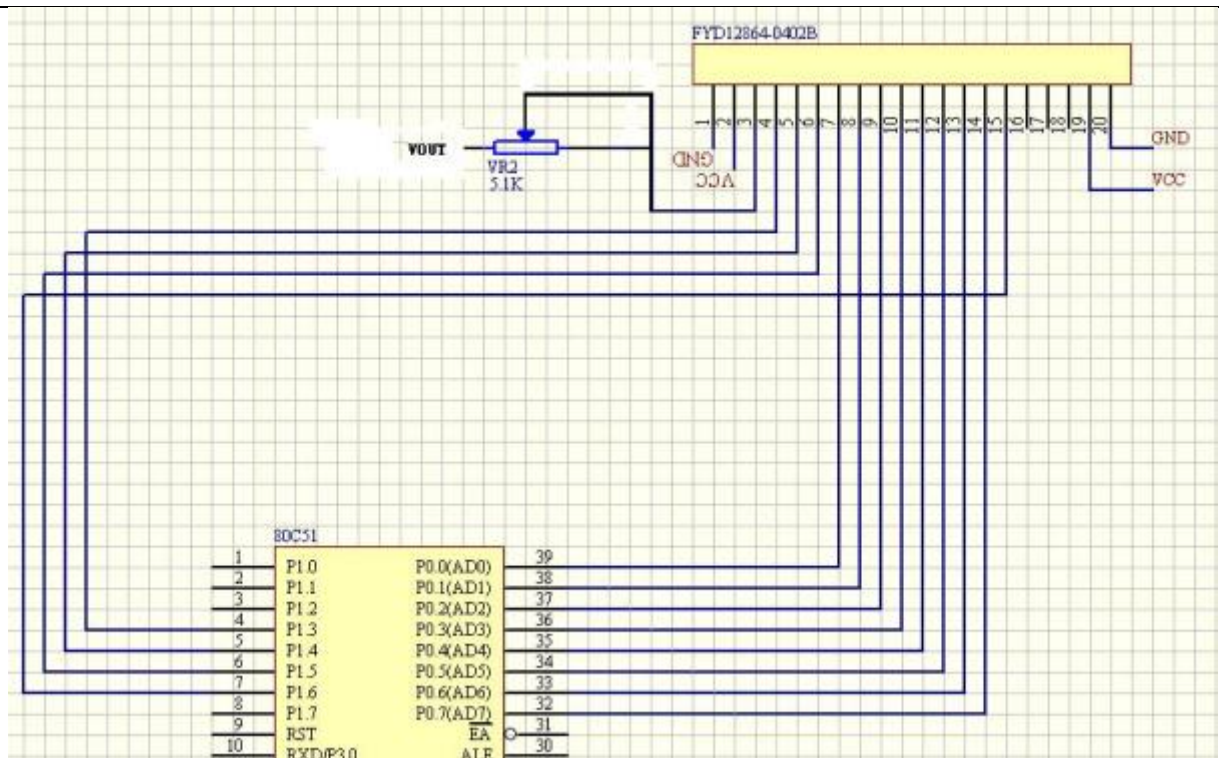 FYD12864-0402B
1 2 3 4 5 6 7 8 9 10 11 12 13 14 15 16 17 18 19 20
GND
VCC
GND
VCC
VOUT
VR2
5.1K
80C51
1 P1.0 P0.0(AD0) 39
2 P1.1 P0.1(AD1) 38
3 P1.2 P0.2(AD2) 37
4 P1.3 P0.3(AD3) 36
5 P1.4 P0.4(AD4) 35
6 P1.5 P0.5(AD5) 34
7 P1.6 P0.6(AD6) 33
8 P1.7 P0.7(AD7) 32
9 RST EA 31
10 RXD/P3.0 ALE 30